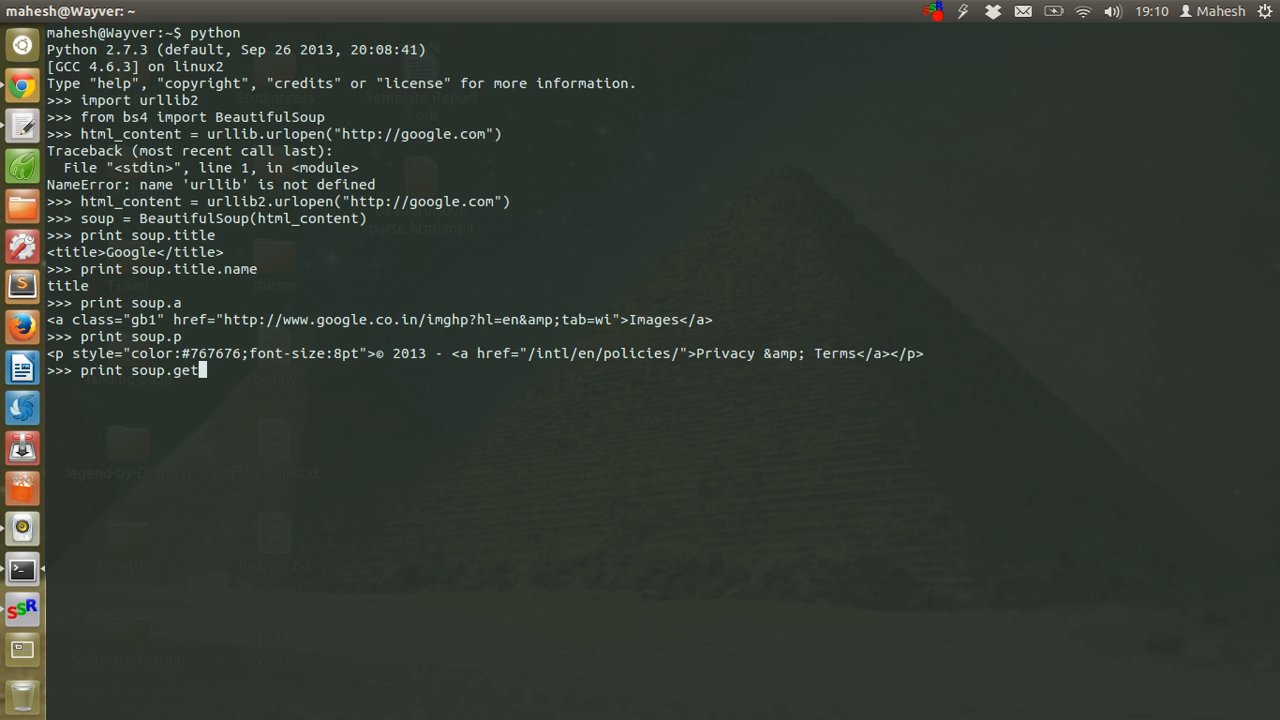 mahesh@Wayver: ~
19:10
Mahesh
mahesh@Wayver:~$ python
Python 2.7.3 (default, Sep 26 2013, 20:08:41)
[GCC 4.6.3] on linux2
Type "help", "copyright", "credits" or "license" for more information.
>>> import urllib2
>>> from bs4 import BeautifulSoup
>>> html_content = urllib.urlopen("http://google.com")
Traceback (most recent call last):
  File "<stdin>", line 1, in <module>
NameError: name 'urllib' is not defined
>>> html_content = urllib2.urlopen("http://google.com")
>>> soup = BeautifulSoup(html_content)
>>> print soup.title
<title>Google</title>
>>> print soup.title.name
title
>>> print soup.a
<a class="gb1" href="http://www.google.co.in/imghp?hl=en&amp;tab=wi">Images</a>
>>> print soup.p
<p style="color:#767676;font-size:8pt">© 2013 - <a href="/intl/en/policies/">Privacy &amp; Terms</a></p>
>>> print soup.get
SSR
SSR